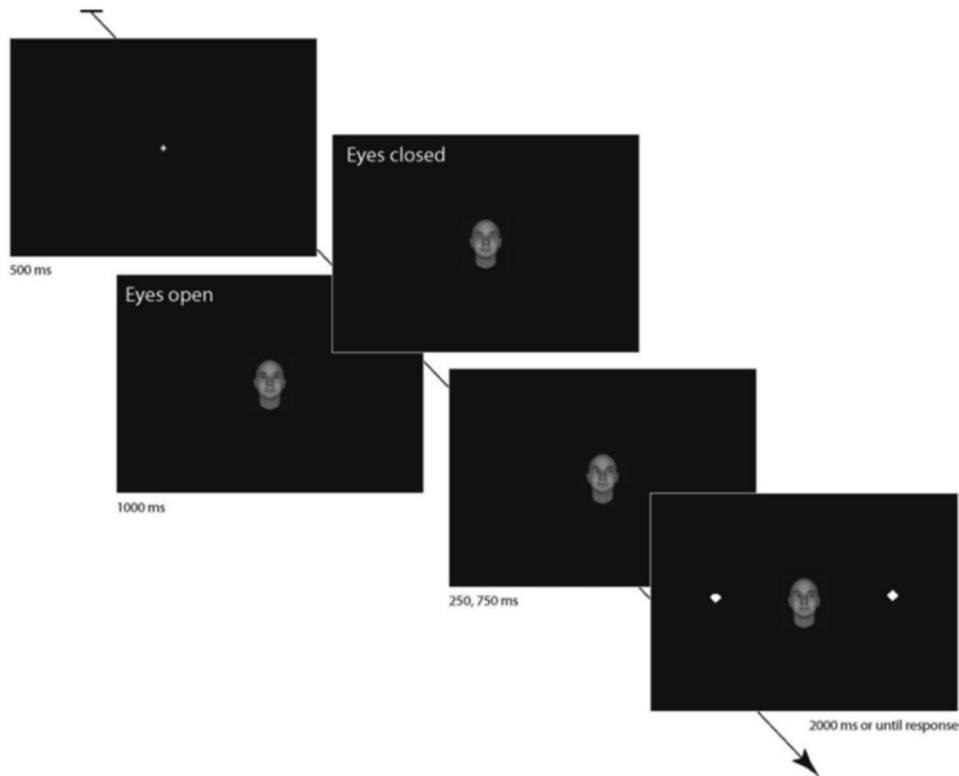 Eyes closed
500 ms
Eyes open
1000 ms
250, 750 ms
2000 ms or until response